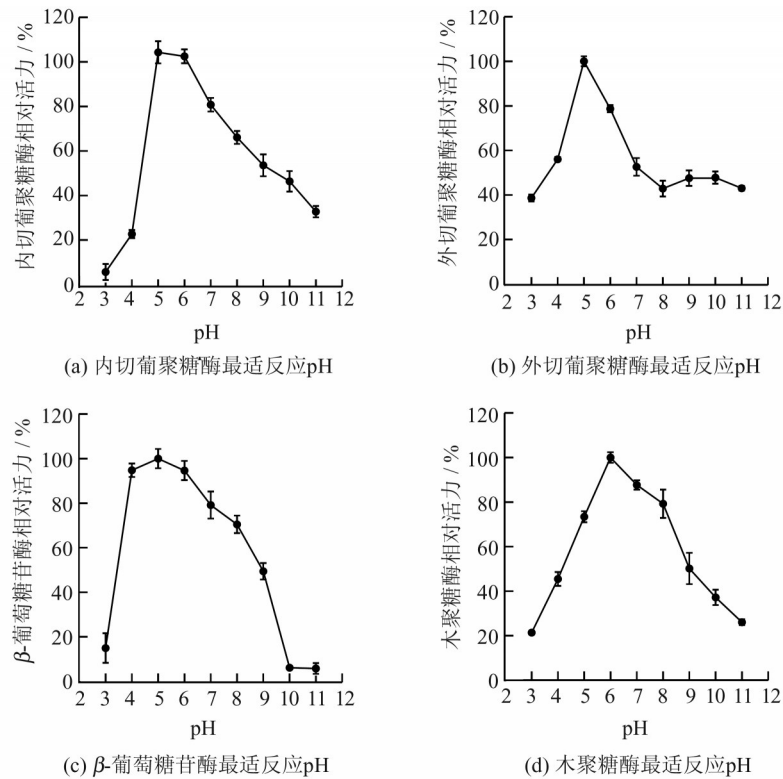 120
100
80
60
40
20
0
内切葡聚糖酶相对活力 / %
2 3 4 5 6 7 8 9 10 11 12
pH
(a) 内切葡聚糖酶最适反应pH
120
100
80
60
40
20
0
外切葡聚糖酶相对活力 / %
2 3 4 5 6 7 8 9 10 11 12
pH
(b) 外切葡聚糖酶最适反应pH
120
100
80
60
40
20
0
β-葡萄糖苷酶相对活力 / %
2 3 4 5 6 7 8 9 10 11 12
pH
(c) β-葡萄糖苷酶最适反应pH
120
100
80
60
40
20
0
木聚糖酶相对活力 / %
2 3 4 5 6 7 8 9 10 11 12
pH
(d) 木聚糖酶最适反应pH